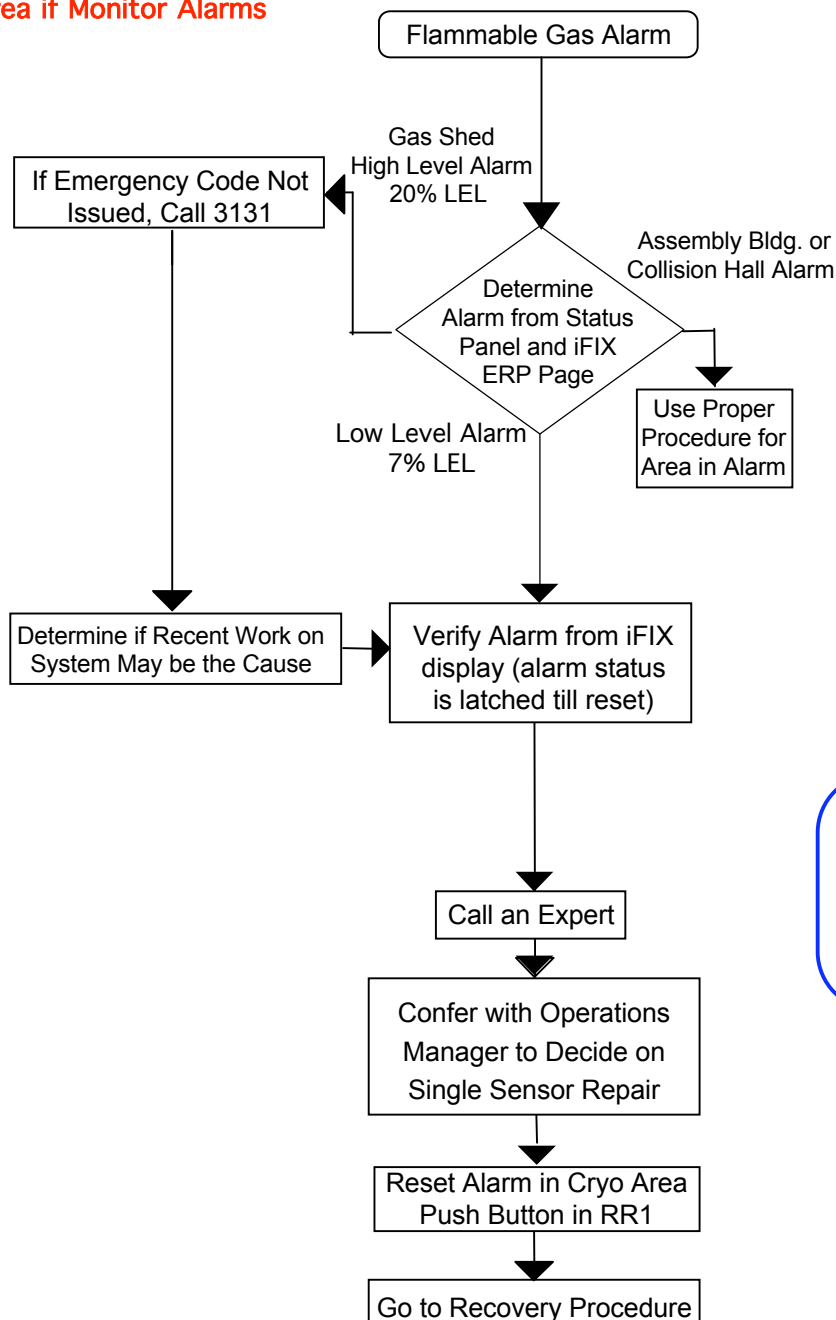 rea if Monitor Alarms
Flammable Gas Alarm
Gas Shed
High Level Alarm
20% LEL
If Emergency Code Not
Issued, Call 3131
Assembly Bldg. or
Collision Hall Alarm
Determine
Alarm from Status
Panel and iFIX
ERP Page
Use Proper
Procedure for
Area in Alarm
Low Level Alarm
7% LEL
Determine if Recent Work on
System May be the Cause
Verify Alarm from iFIX
display (alarm status
is latched till reset)
Call an Expert
Confer with Operations
Manager to Decide on
Single Sensor Repair
Reset Alarm in Cryo Area
Push Button in RR1
Go to Recovery Procedure